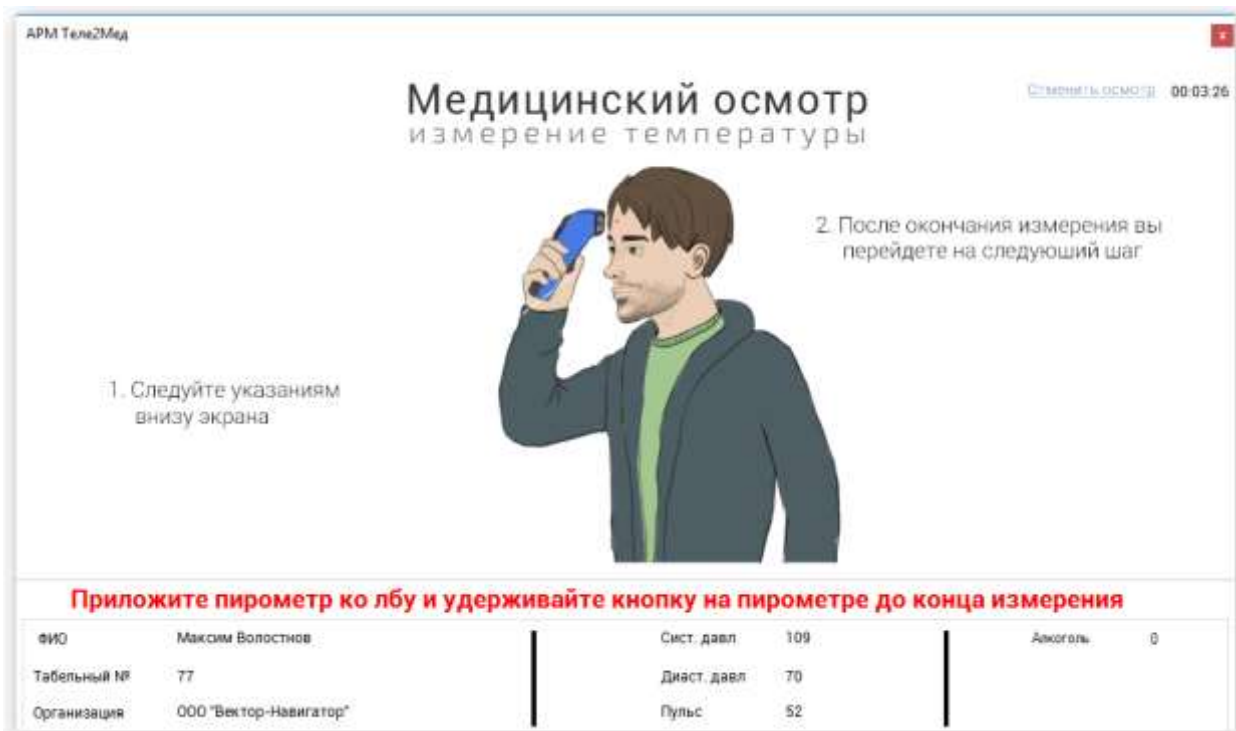 АРМ Теле2Мед
x
Медицинский осмотр
измерение температуры
Отменить осмотр 00:03:26
2. После окончания измерения вы
перейдете на следуюший шаг
1. Следуйте указаниям
внизу экрана
Приложите пирометр ко лбу и удерживайте кнопку на пирометре до конца измерения
ФИО Максим Волостнов Сист. давл 109 Алкоголь 0
Табельный № 77 Диаст. давл 70
Организация ООО "Вектор-Навигатор" Пульс 52